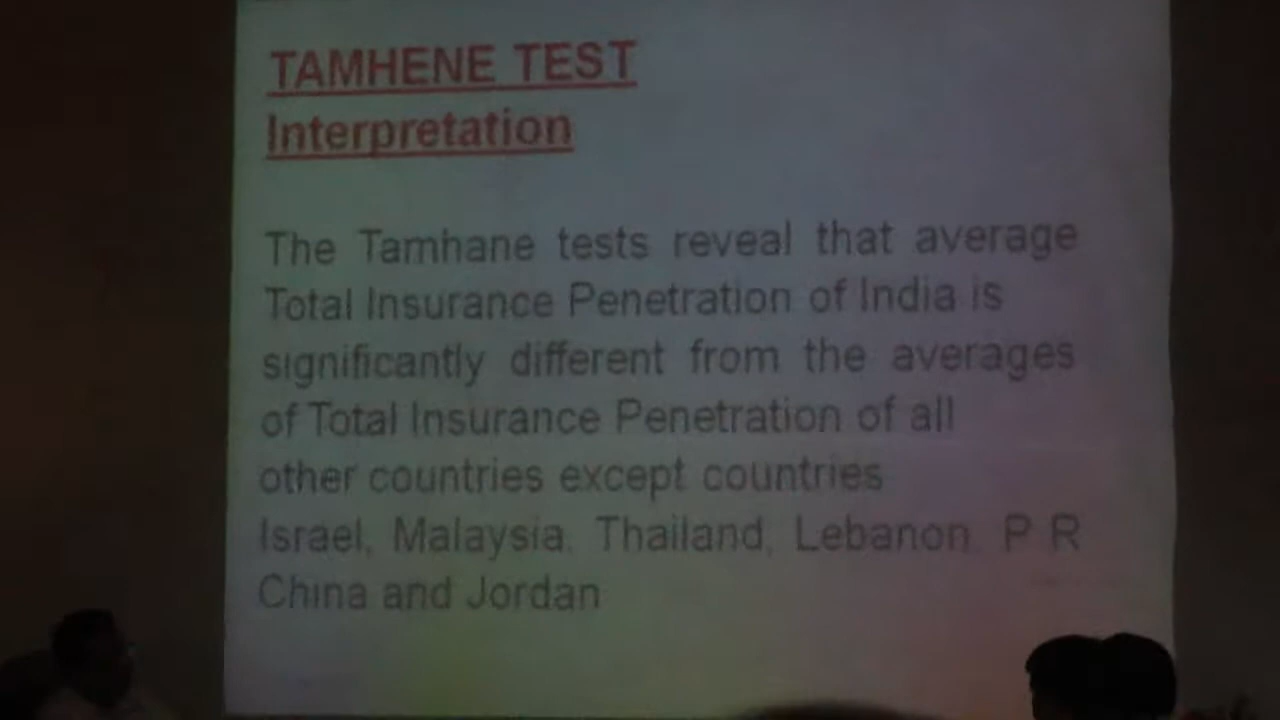 TAMHENE TEST
Interpretation
The Tamhane tests reveal that average
Total Insurance Penetration of India is
significantly different from the averages
of Total Insurance Penetration of all
other countries except countries
Israel, Malaysia, Thailand, Lebanon, P R
China and Jordan